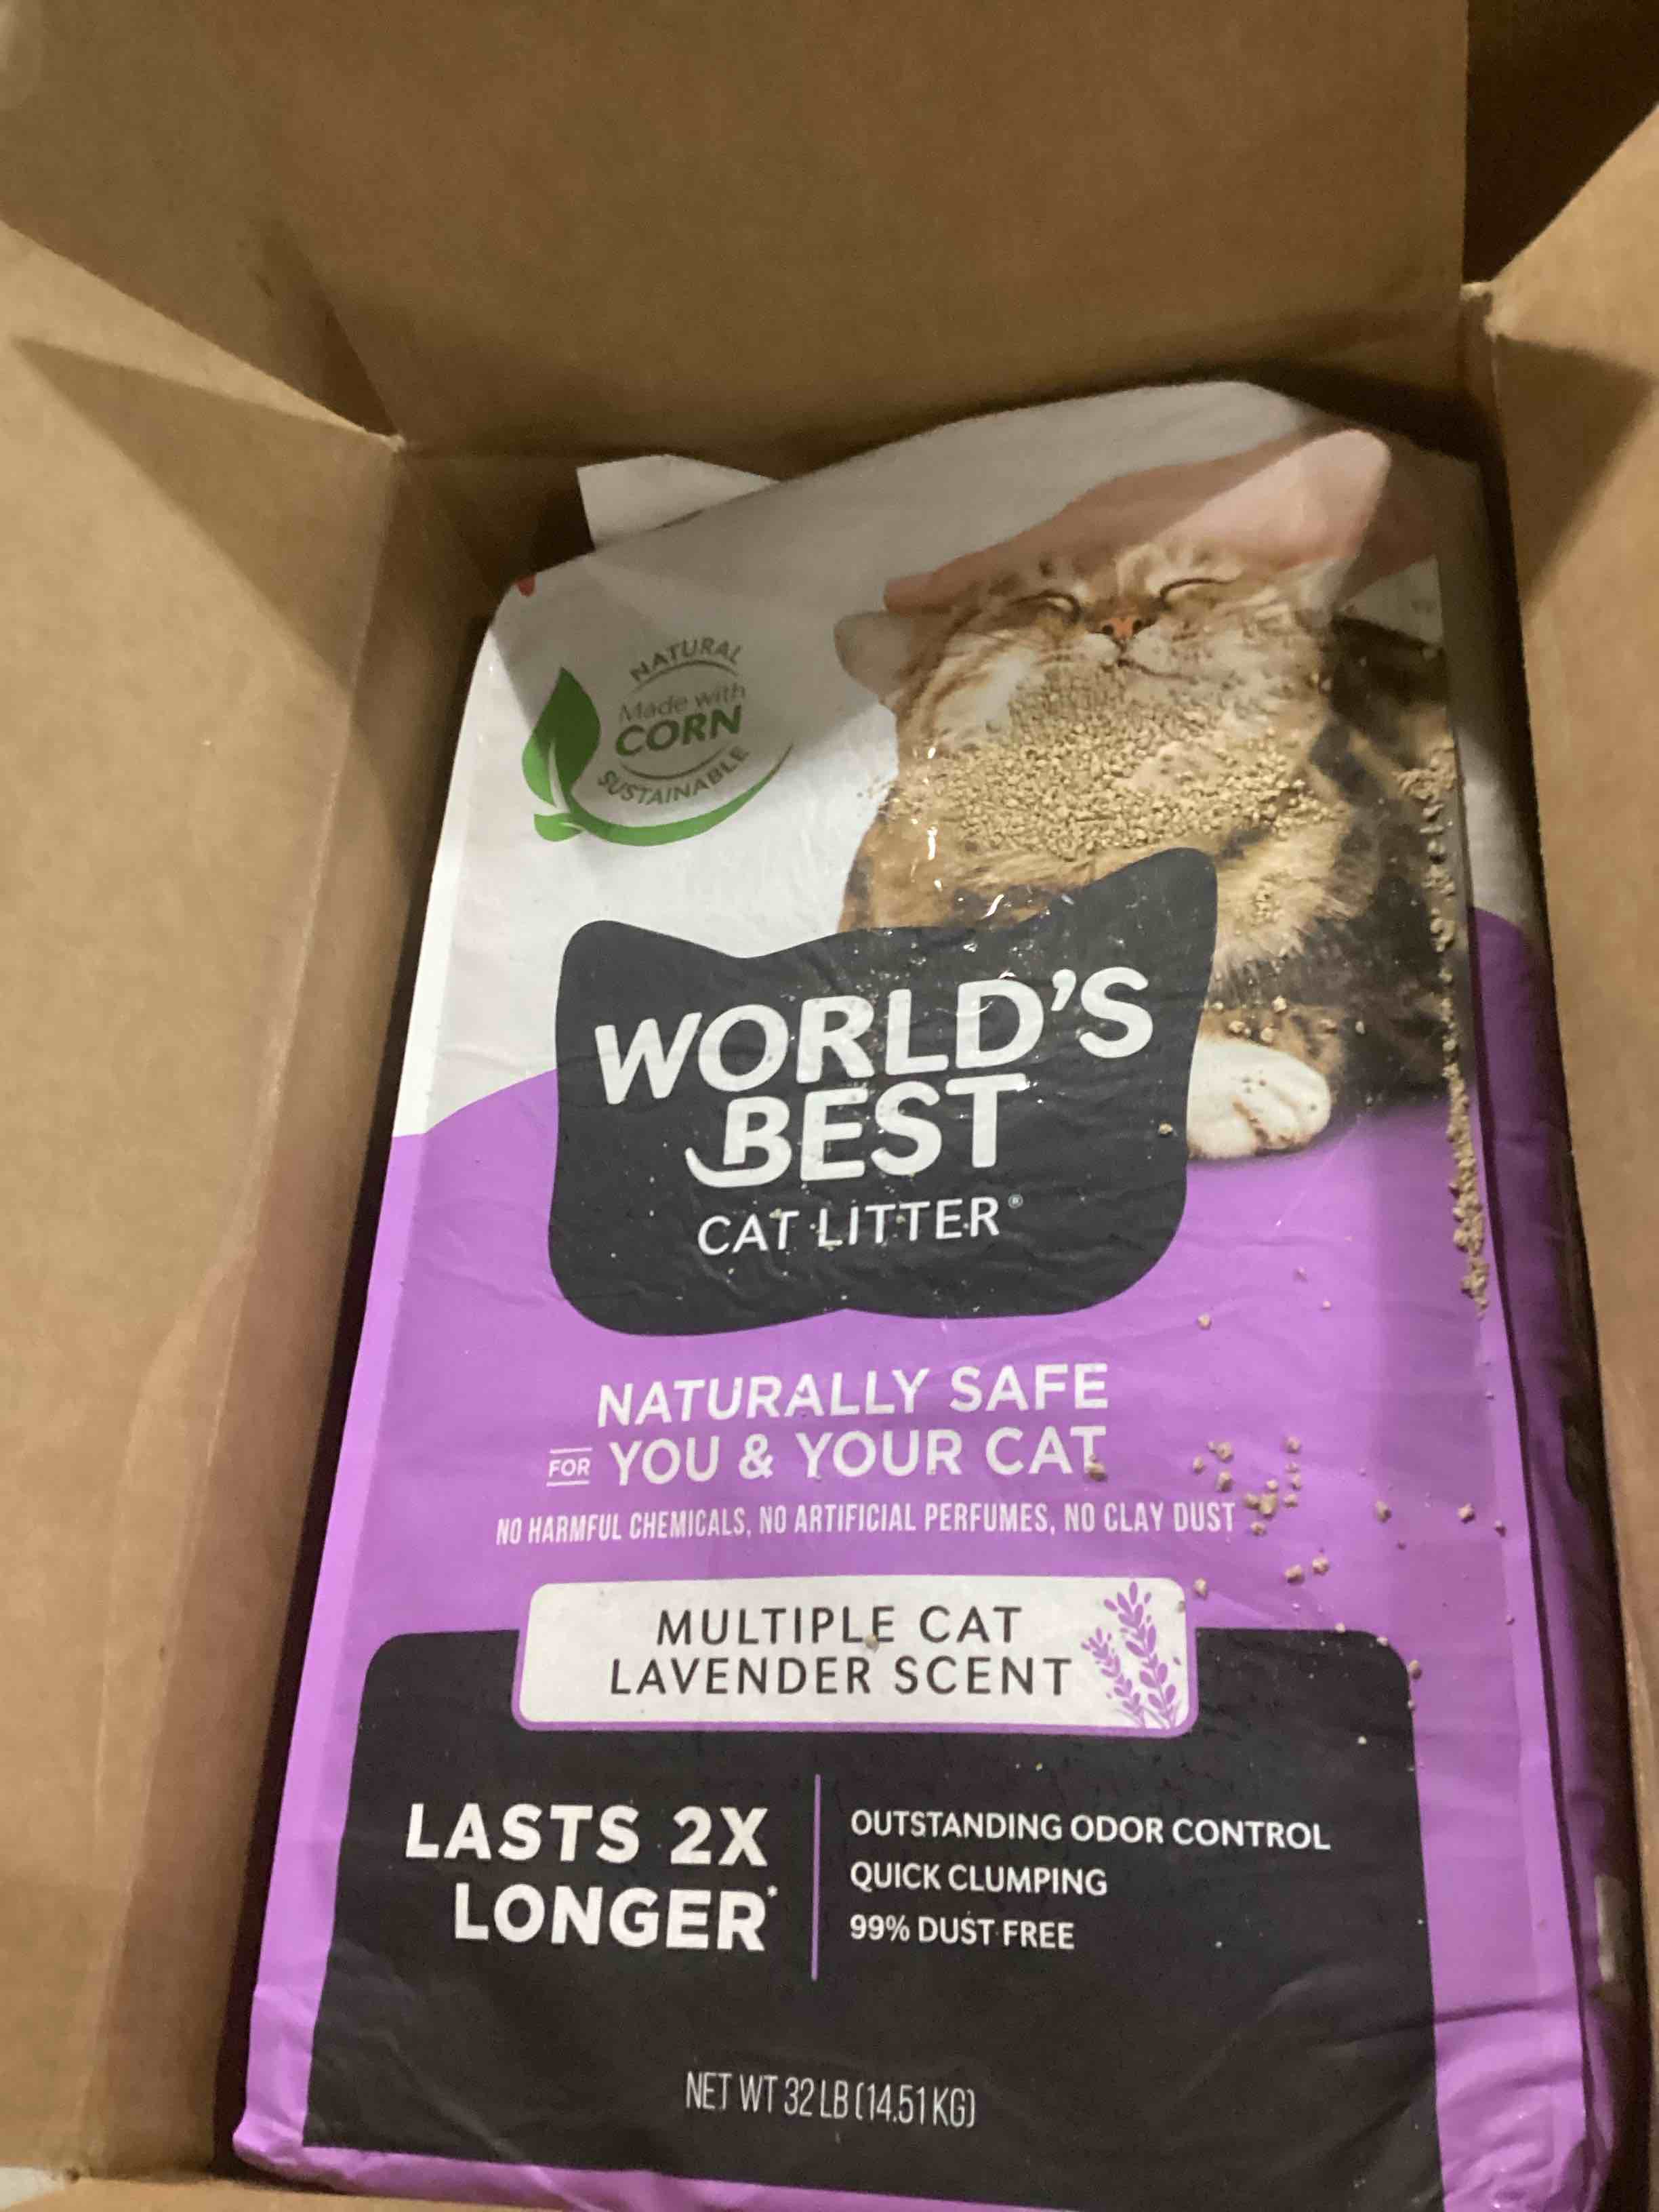 NATURAL
Made with
CORN
SUSTAINABLE
WORLD'S
BEST
CAT LITTER®
NATURALLY SAFE
FOR YOU & YOUR CAT
NO HARMFUL CHEMICALS, NO ARTIFICIAL PERFUMES, NO CLAY DUST
MULTIPLE CAT
LAVENDER SCENT
LASTS 2X
LONGER*
OUTSTANDING ODOR CONTROL
QUICK CLUMPING
99% DUST FREE
NET WT 32 LB (14.51 KG)